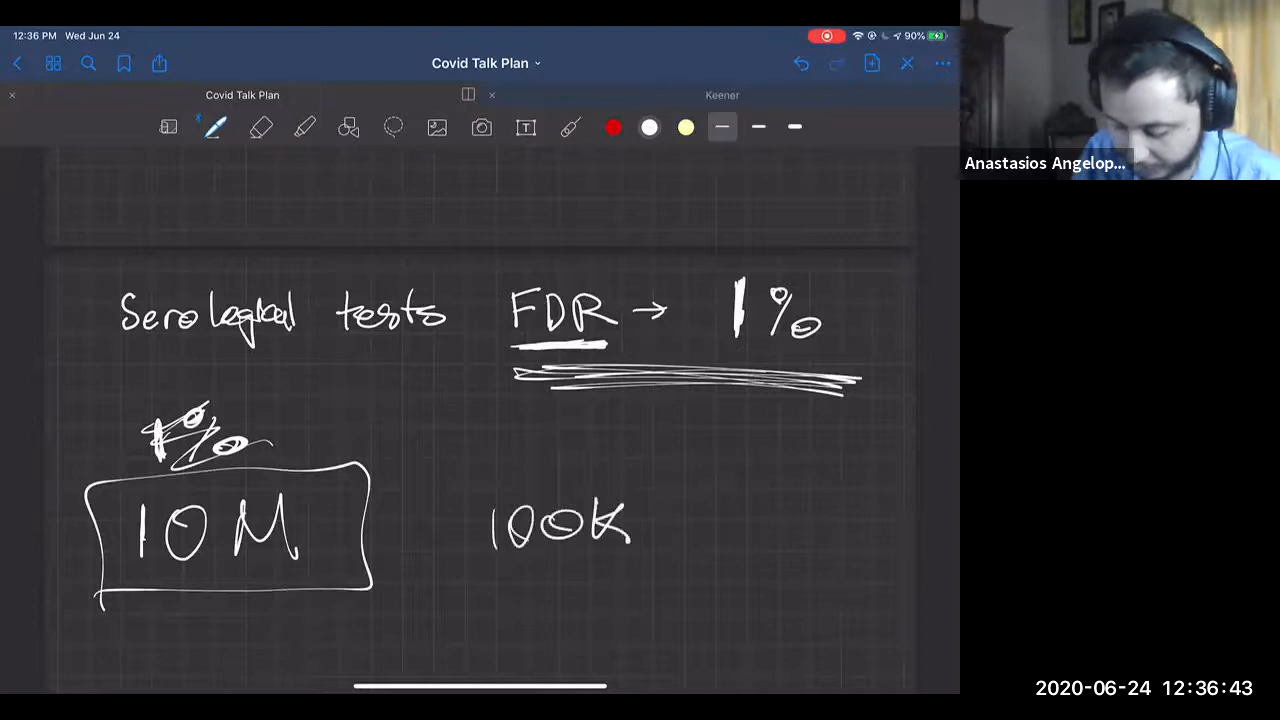 12:36 PM Wed Jun 24
90%
Covid Talk Plan
Covid Talk Plan
Keener
T
Anastasios Angelop...
Serological tests FDR → 1%
1%
10 M
100K
2020-06-24 12:36:43